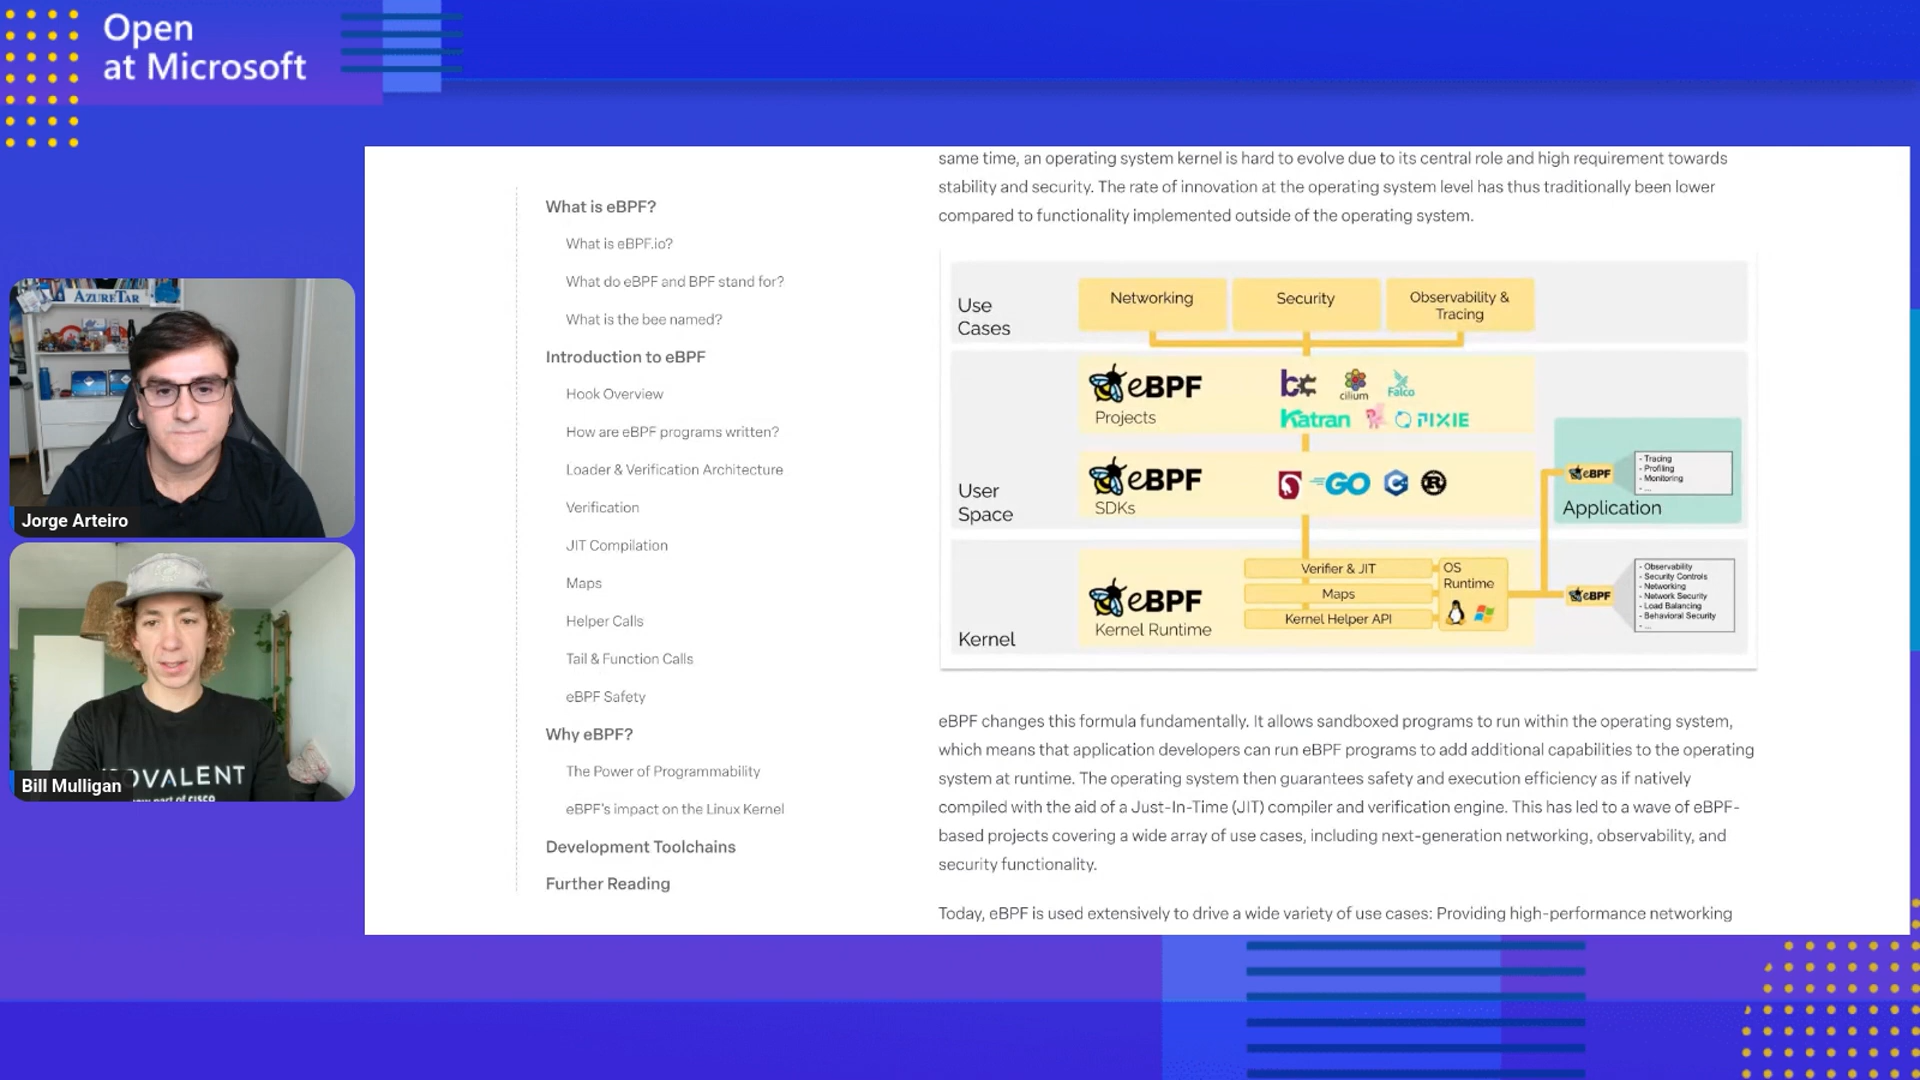 Open
at Microsoft
AZURETAR
Jorge Arteiro
OVALENT
Bill Mulligan
What is eBPF?
What is eBPF.io?
What do eBPF and BPF stand for?
What is the bee named?
Introduction to eBPF
Hook Overview
How are eBPF programs written?
Loader & Verification Architecture
Verification
JIT Compilation
Maps
Helper Calls
Tail & Function Calls
eBPF Safety
Why eBPF?
The Power of Programmability
eBPF's impact on the Linux Kernel
Development Toolchains
Further Reading
same time, an operating system kernel is hard to evolve due to its central role and high requirement towards
stability and security. The rate of innovation at the operating system level has thus traditionally been lower
compared to functionality implemented outside of the operating system.
Use
Cases
Networking
Security
Observability &
Tracing
User
Space
eBPF
Projects
bcc
cilium
Falco
Katran
PIXIE
eBPF
SDKs
GO
C
R
eBPF
- Tracing
- Profiling
- Monitoring
- ...
Application
Kernel
eBPF
Kernel Runtime
Verifier & JIT
Maps
Kernel Helper API
OS
Runtime
eBPF
- Observability
- Security Controls
- Networking
- Network Security
- Load Balancing
- Behavioral Security
- ...
eBPF changes this formula fundamentally. It allows sandboxed programs to run within the operating system,
which means that application developers can run eBPF programs to add additional capabilities to the operating
system at runtime. The operating system then guarantees safety and execution efficiency as if natively
compiled with the aid of a Just-In-Time (JIT) compiler and verification engine. This has led to a wave of eBPF-
based projects covering a wide array of use cases, including next-generation networking, observability, and
security functionality.
Today, eBPF is used extensively to drive a wide variety of use cases: Providing high-performance networking